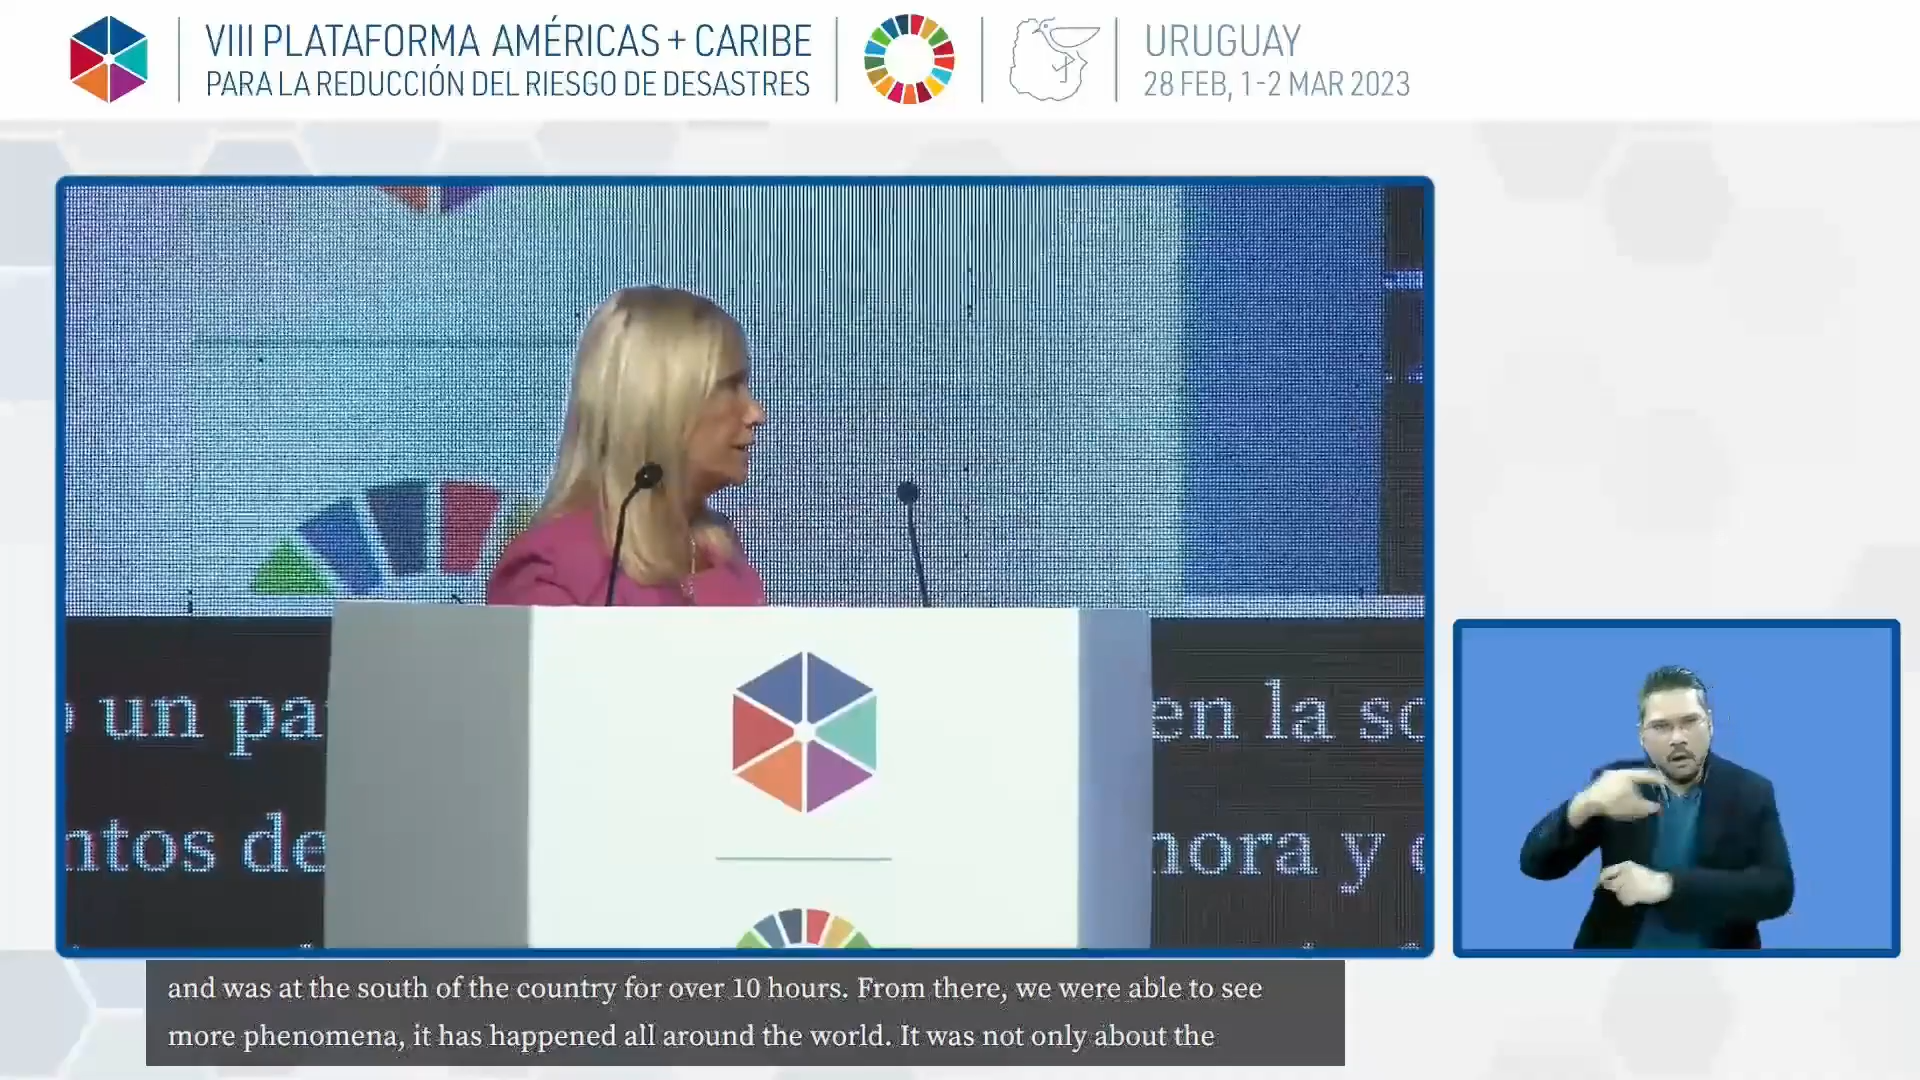 VIII PLATAFORMA AMÉRICAS + CARIBE
PARA LA REDUCCIÓN DEL RIESGO DE DESASTRES
URUGUAY
28 FEB, 1-2 MAR 2023
un pa
en la so
ntos de
hora y
and was at the south of the country for over 10 hours. From there, we were able to see
more phenomena, it has happened all around the world. It was not only about the